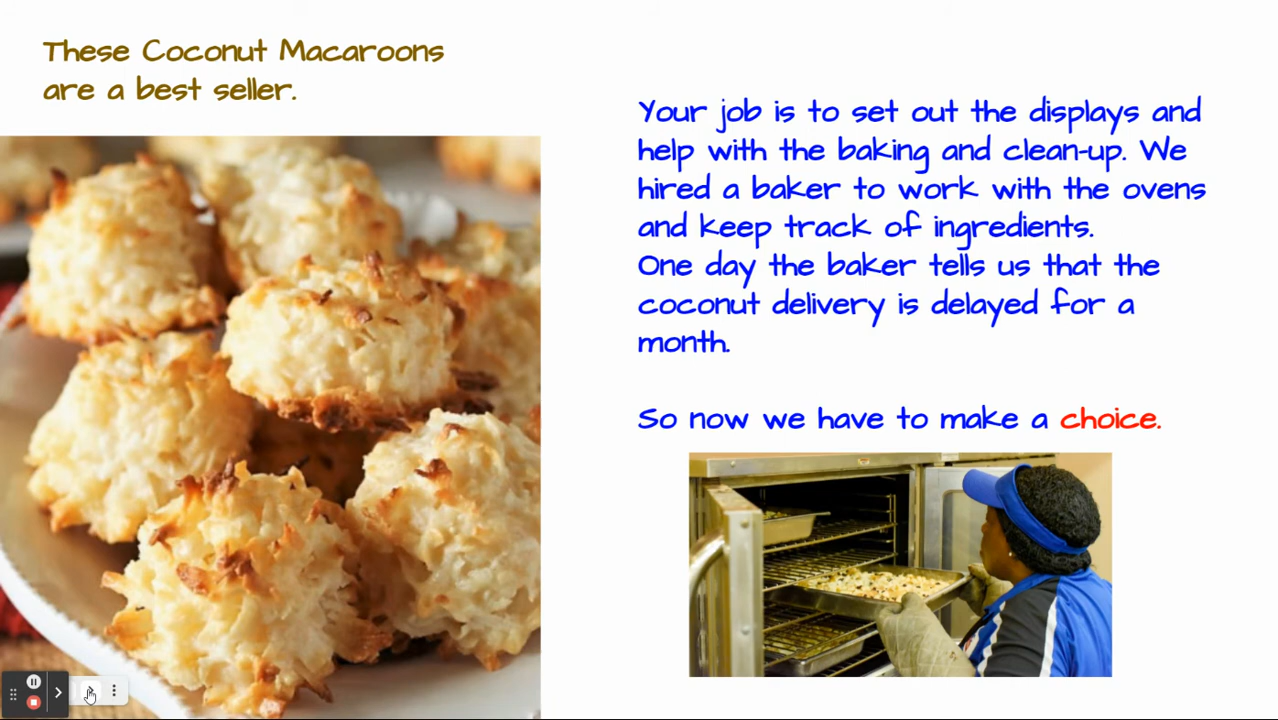 These Coconut Macaroons
are a best seller.
Your job is to set out the displays and
help with the baking and clean-up. We
hired a baker to work with the ovens
and keep track of ingredients.
One day the baker tells us that the
coconut delivery is delayed for a
month.
So now we have to make a choice.